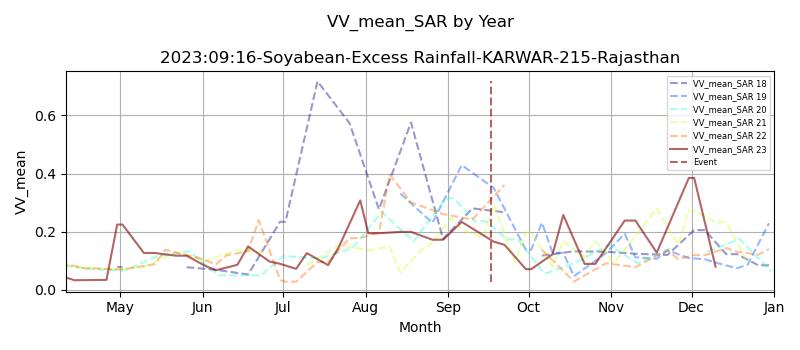 VV_mean_SAR by Year
2023:09:16-Soyabean-Excess Rainfall-KARWAR-215-Rajasthan
VV_mean
0.6
0.4
0.2
0.0
VV_mean_SAR 18
VV_mean_SAR 19
VV_mean_SAR 20
VV_mean_SAR 21
VV_mean_SAR 22
VV_mean_SAR 23
Event
May Jun Jul Aug Sep Oct Nov Dec Jan
Month